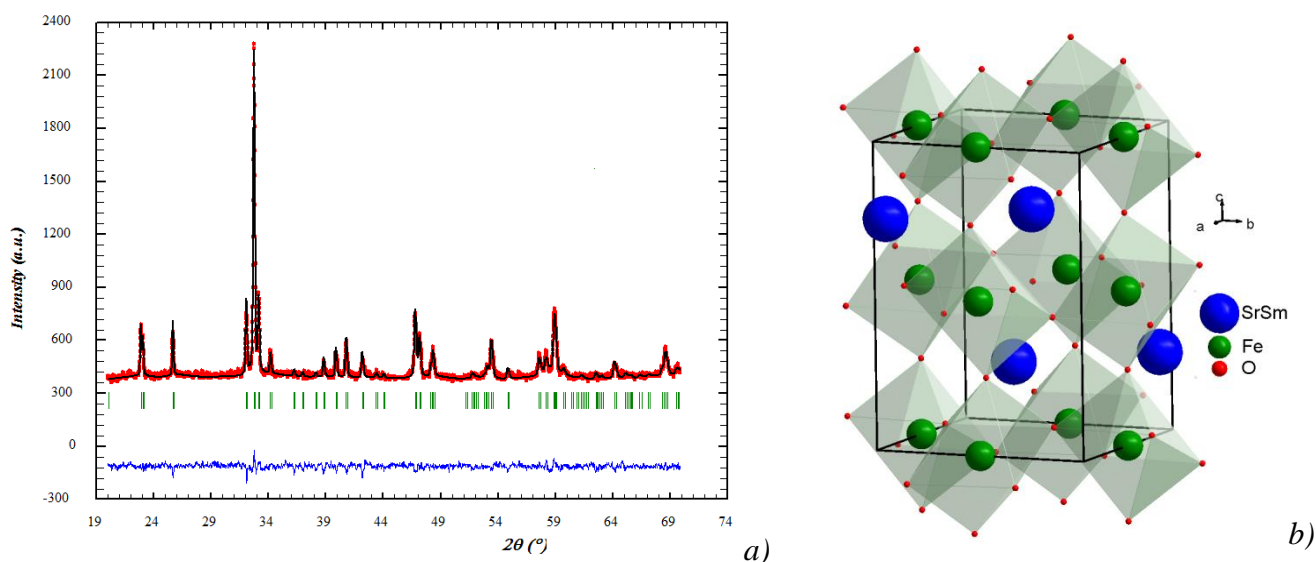 2400
2100
1800
1500
1200
900
600
300
0
-300
Intensity (a.u.)
19 24 29 34 39 44 49 54 59 64 69 74
2θ (°)
a)
c
a b
SrSm
Fe
O
b)